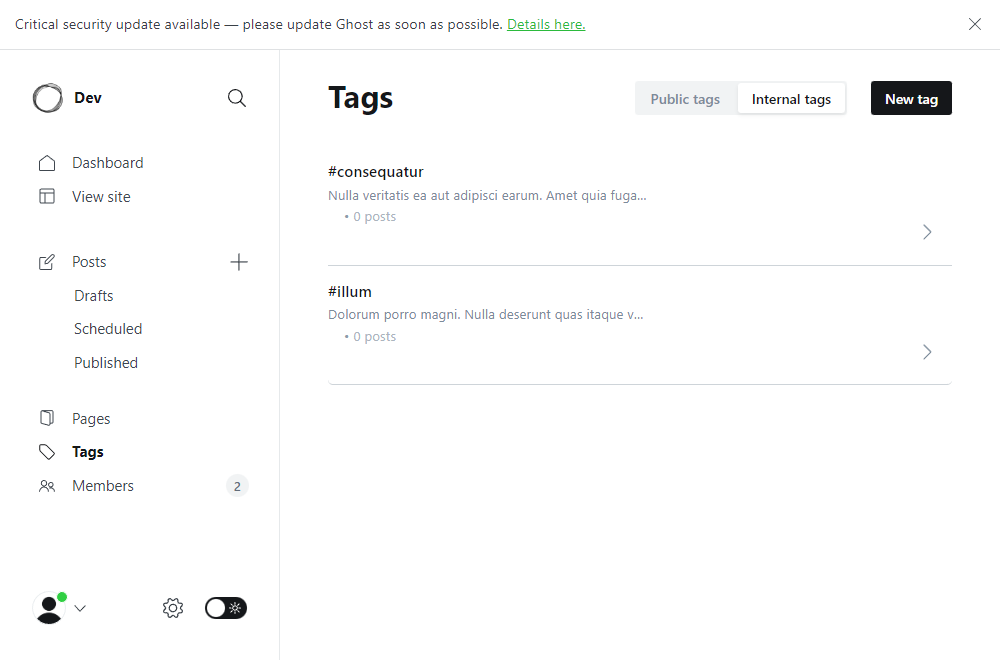 Critical security update available — please update Ghost as soon as possible. Details here.
Dev
Dashboard
View site
Posts
Drafts
Scheduled
Published
Pages
Tags
Members
2
Tags
Public tags
Internal tags
New tag
#consequatur
Nulla veritatis ea aut adipisci earum. Amet quia fuga...
• 0 posts
#illum
Dolorum porro magni. Nulla deserunt quas itaque v...
• 0 posts